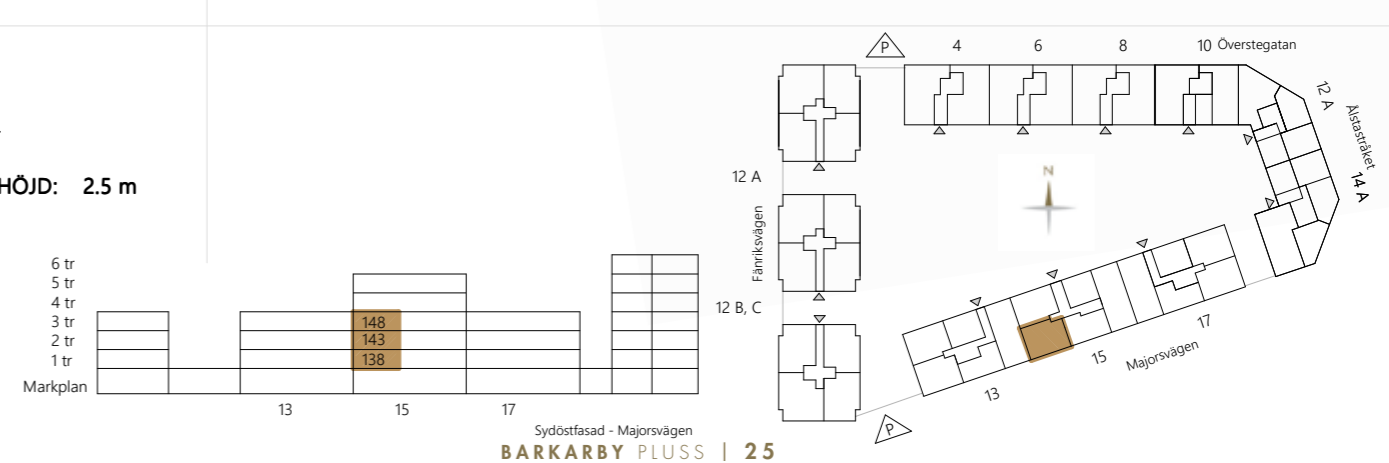 HÖJD: 2.5 m
6 tr
5 tr
4 tr
3 tr
2 tr
1 tr
Markplan
148
143
138
13
15
17
Sydöstfasad - Majorsvägen
P
4
6
8
10 Överstegatan
12 A
Ålstastråket
14 A
N
12 A
Fänriksvägen
12 B, C
17
15
Majorsvägen
13
P
BARKARBY PLUSS | 25